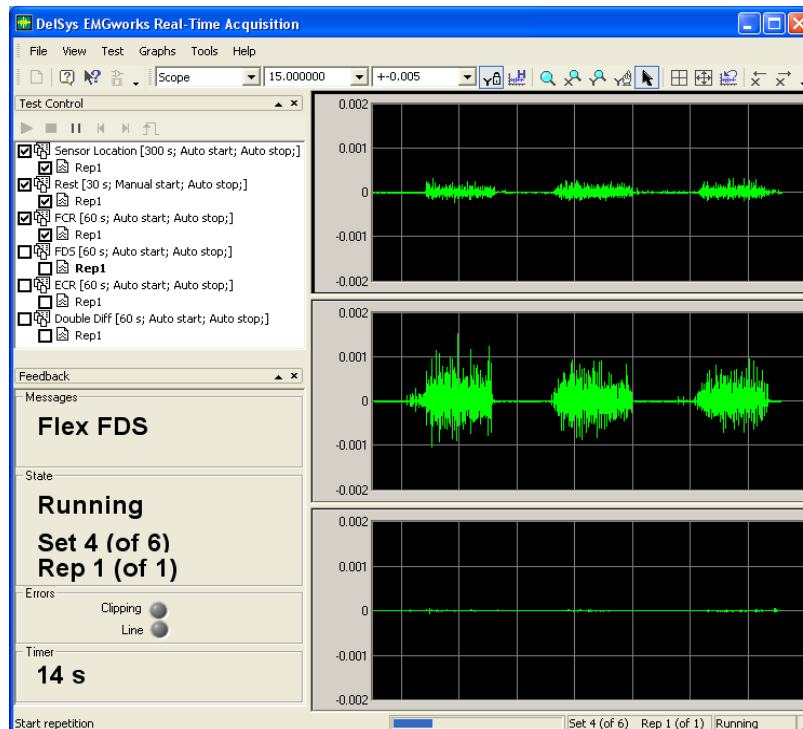 DelSys EMGworks Real-Time Acquisition
File View Test Graphs Tools Help
Scope 15.000000 +-0.005
Test Control
Sensor Location [300 s; Auto start; Auto stop;]
Rep1
Rest [30 s; Manual start; Auto stop;]
Rep1
FCR [60 s; Auto start; Auto stop;]
Rep1
FDS [60 s; Auto start; Auto stop;]
Rep1
ECR [60 s; Auto start; Auto stop;]
Rep1
Double Diff [60 s; Auto start; Auto stop;]
Rep1
Feedback
Messages
Flex FDS
State
Running
Set 4 (of 6)
Rep 1 (of 1)
Errors
Clipping
Line
Timer
14 s
0.002
0.001
0
-0.001
-0.002
0.002
0.001
0
-0.001
-0.002
0.002
0.001
0
-0.001
-0.002
Start repetition
Set 4 (of 6) Rep 1 (of 1) Running